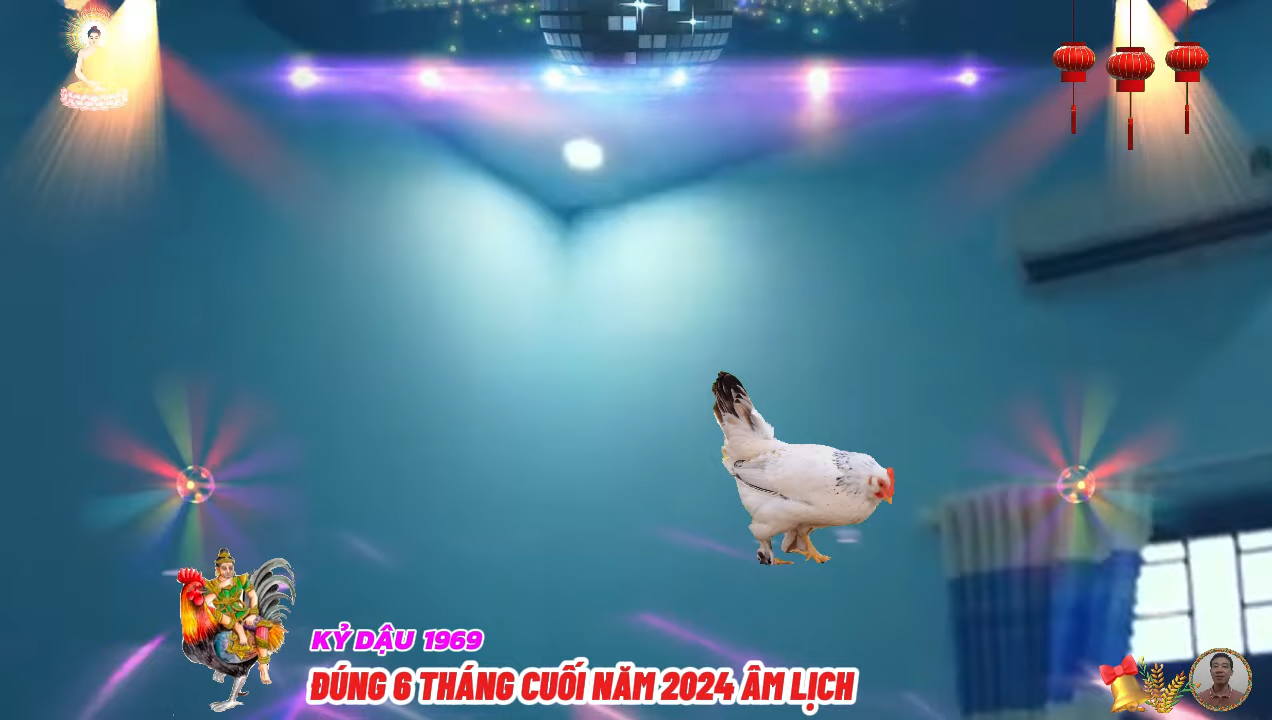 KỶ DẬU 1969
ĐÚNG 6 THÁNG CUỐI NĂM 2024 ÂM LỊCH